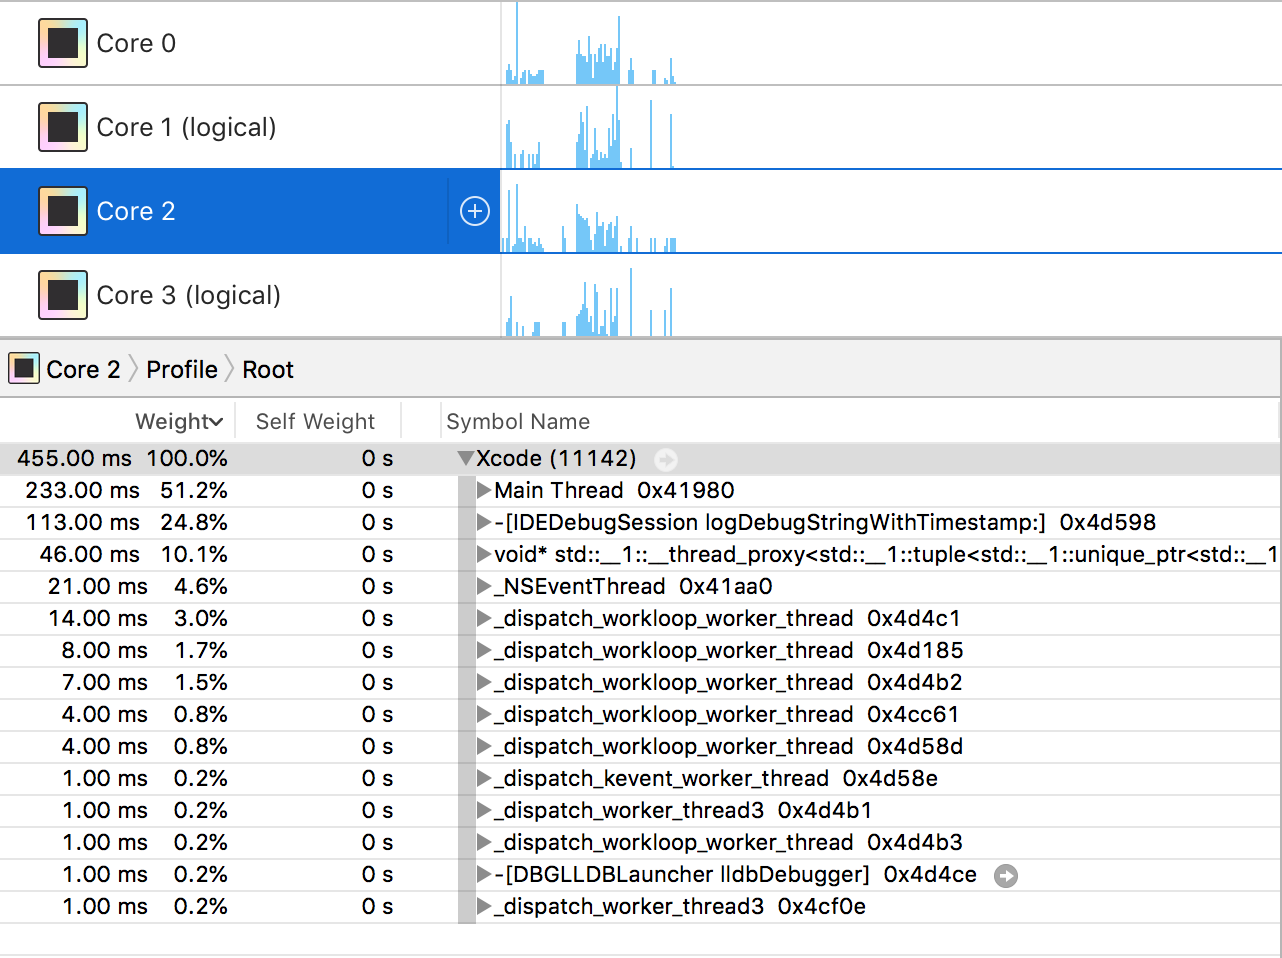 Core 0
Core 1 (logical)
Core 2
Core 3 (logical)
Core 2 Profile Root
Weight Self Weight Symbol Name
455.00 ms 100.0% 0 s Xcode (11142)
233.00 ms 51.2% 0 s Main Thread 0x41980
113.00 ms 24.8% 0 s -[IDEDebugSession logDebugStringWithTimestamp:] 0x4d598
46.00 ms 10.1% 0 s void* std::__1::__thread_proxy<std::__1::tuple<std::__1::unique_ptr<std::__1
21.00 ms 4.6% 0 s _NSEventThread 0x41aa0
14.00 ms 3.0% 0 s _dispatch_workloop_worker_thread 0x4d4c1
8.00 ms 1.7% 0 s _dispatch_workloop_worker_thread 0x4d185
7.00 ms 1.5% 0 s _dispatch_workloop_worker_thread 0x4d4b2
4.00 ms 0.8% 0 s _dispatch_workloop_worker_thread 0x4cc61
4.00 ms 0.8% 0 s _dispatch_workloop_worker_thread 0x4d58d
1.00 ms 0.2% 0 s _dispatch_kevent_worker_thread 0x4d58e
1.00 ms 0.2% 0 s _dispatch_worker_thread3 0x4d4b1
1.00 ms 0.2% 0 s _dispatch_workloop_worker_thread 0x4d4b3
1.00 ms 0.2% 0 s -[DBGLLDBLauncher lldbDebugger] 0x4d4ce
1.00 ms 0.2% 0 s _dispatch_worker_thread3 0x4cf0e